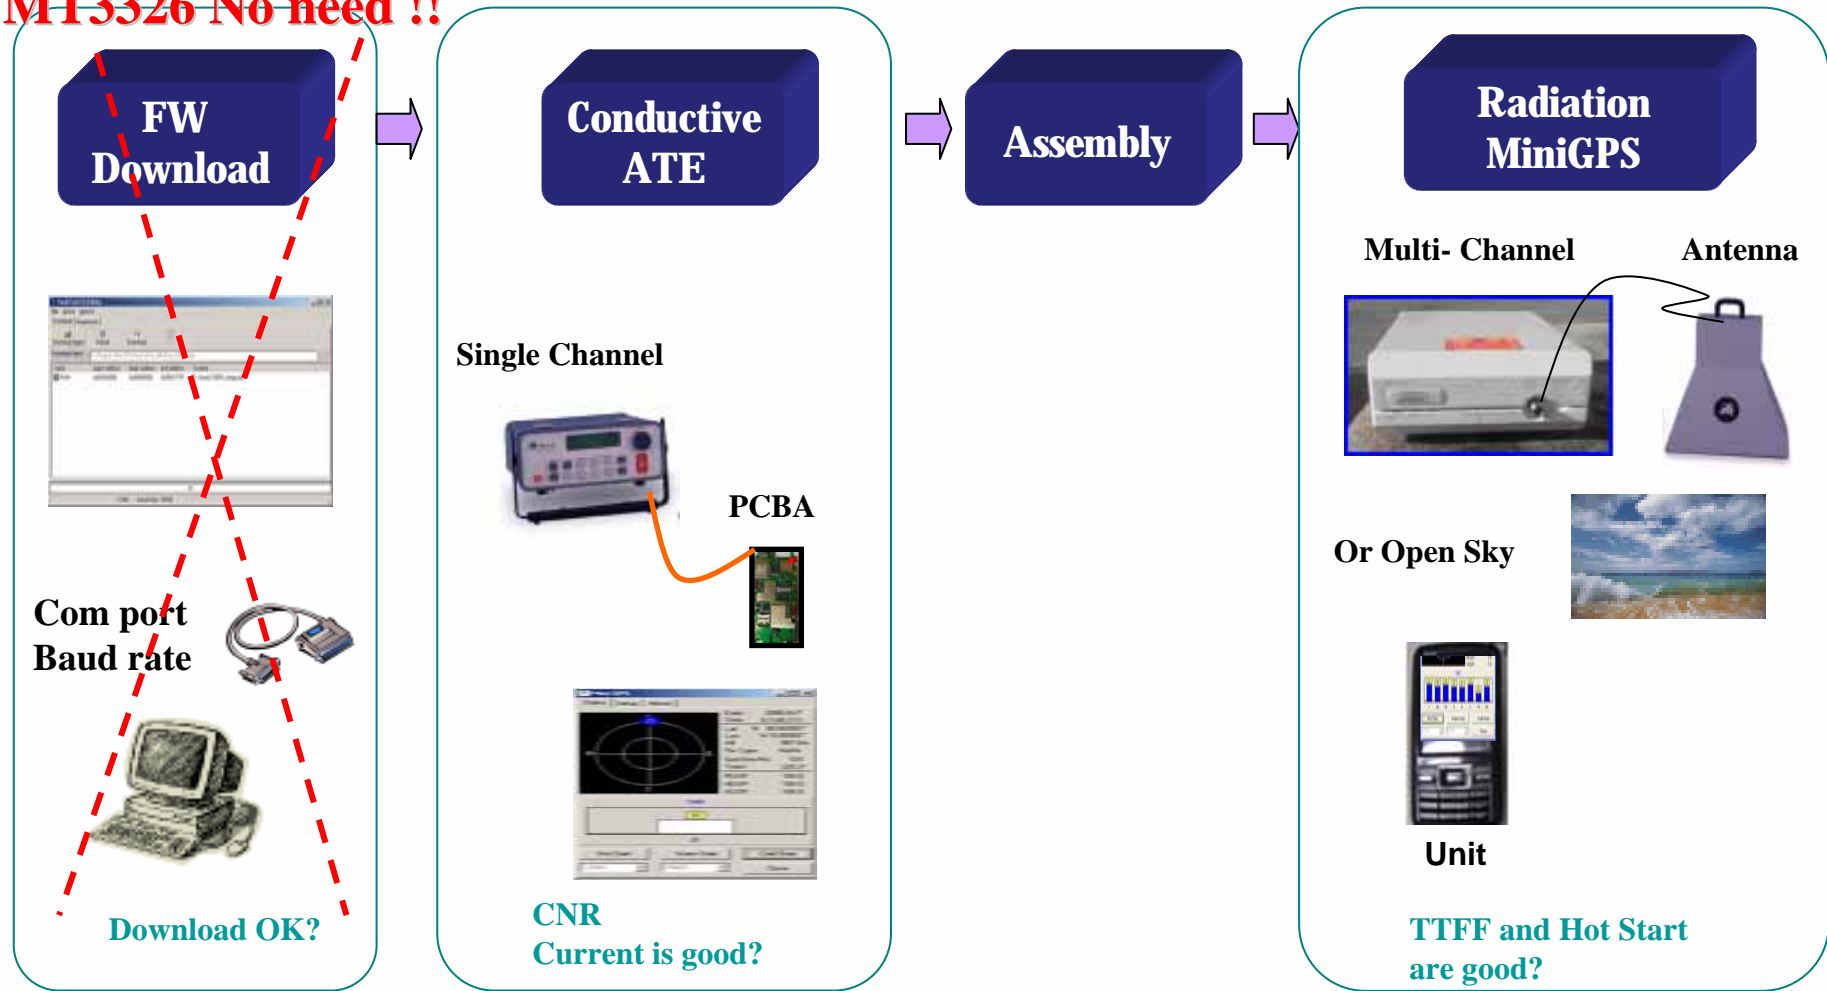 MT3326 No need !!
FW
Download
Com port
Baud rate
Download OK?
Conductive
ATE
Single Channel
PCBA
CNR
Current is good?
Assembly
Radiation
MiniGPS
Multi- Channel
Antenna
Or Open Sky
Unit
TTFF and Hot Start
are good?